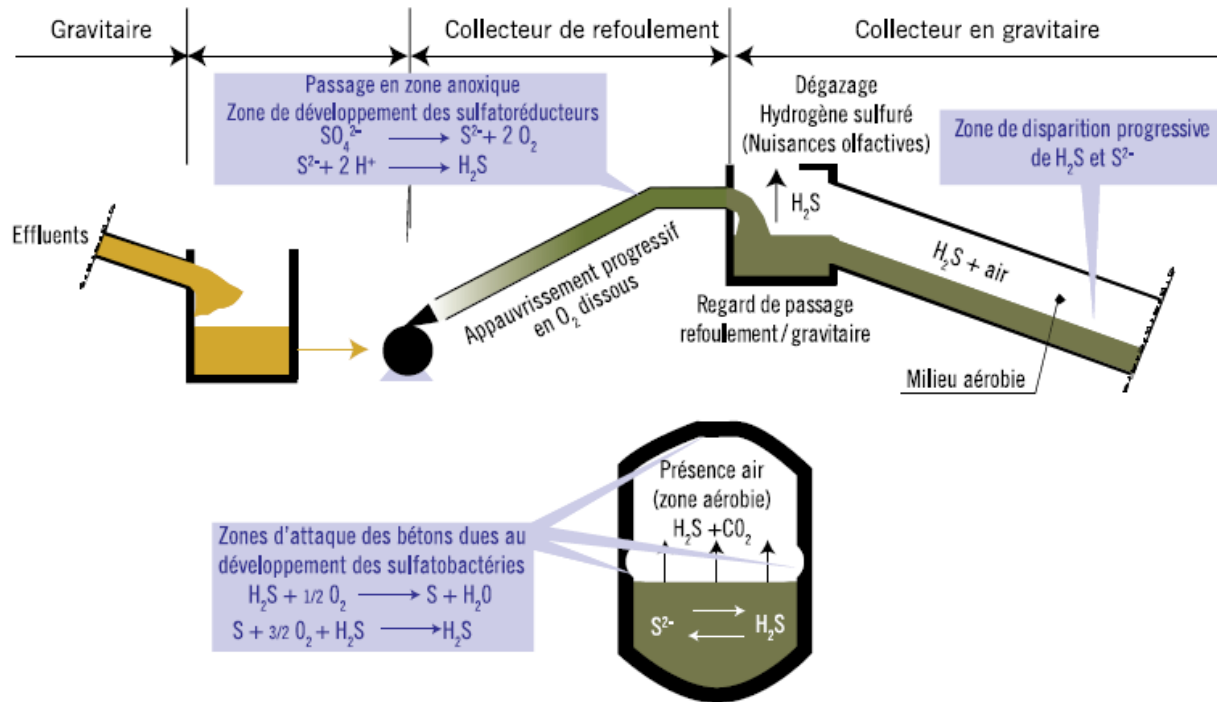 Gravitaire
Collecteur de refoulement
Collecteur en gravitaire
Passage en zone anoxique
Zone de développement des sulfatoréducteurs
SO₄²⁻ ⟶ S²⁻+ 2 O₂
S²⁻+ 2 H⁺ ⟶ H₂S
Dégazage
Hydrogène sulfuré
(Nuisances olfactives)
Zone de disparition progressive
de H₂S et S²⁻
Effluents
H₂S
H₂S + air
Appauvrissement progressif
en O₂ dissous
Regard de passage
refoulement/gravitaire
Milieu aérobie
Présence air
(zone aérobie)
H₂S +CO₂
Zones d'attaque des bétons dues au
développement des sulfatobactéries
H₂S + 1/2 O₂ ⟶ S + H₂O
S + 3/2 O₂ + H₂S ⟶ H₂S
S²⁻ ⇄ H₂S